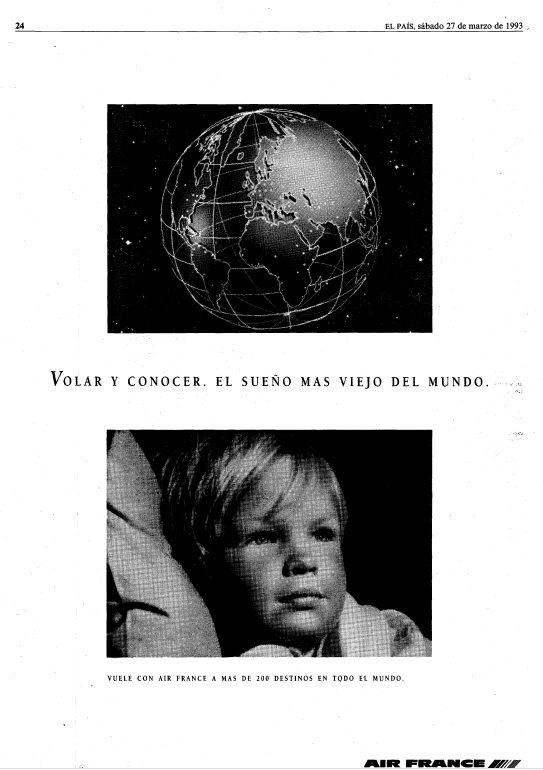 24
EL PAÍS, sábado 27 de marzo de 1993
VOLAR Y CONOCER. EL SUEÑO MAS VIEJO DEL MUNDO.
VUELE CON AIR FRANCE A MAS DE 200 DESTINOS EN TODO EL MUNDO.
AIR FRANCE